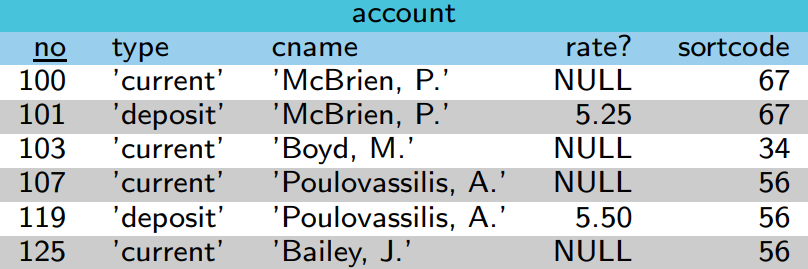 account
no type cname rate? sortcode
100 ’current’ ’McBrien, P.’ NULL 67
101 ’deposit’ ’McBrien, P.’ 5.25 67
103 ’current’ ’Boyd, M.’ NULL 34
107 ’current’ ’Poulovassilis, A.’ NULL 56
119 ’deposit’ ’Poulovassilis, A.’ 5.50 56
125 ’current’ ’Bailey, J.’ NULL 56